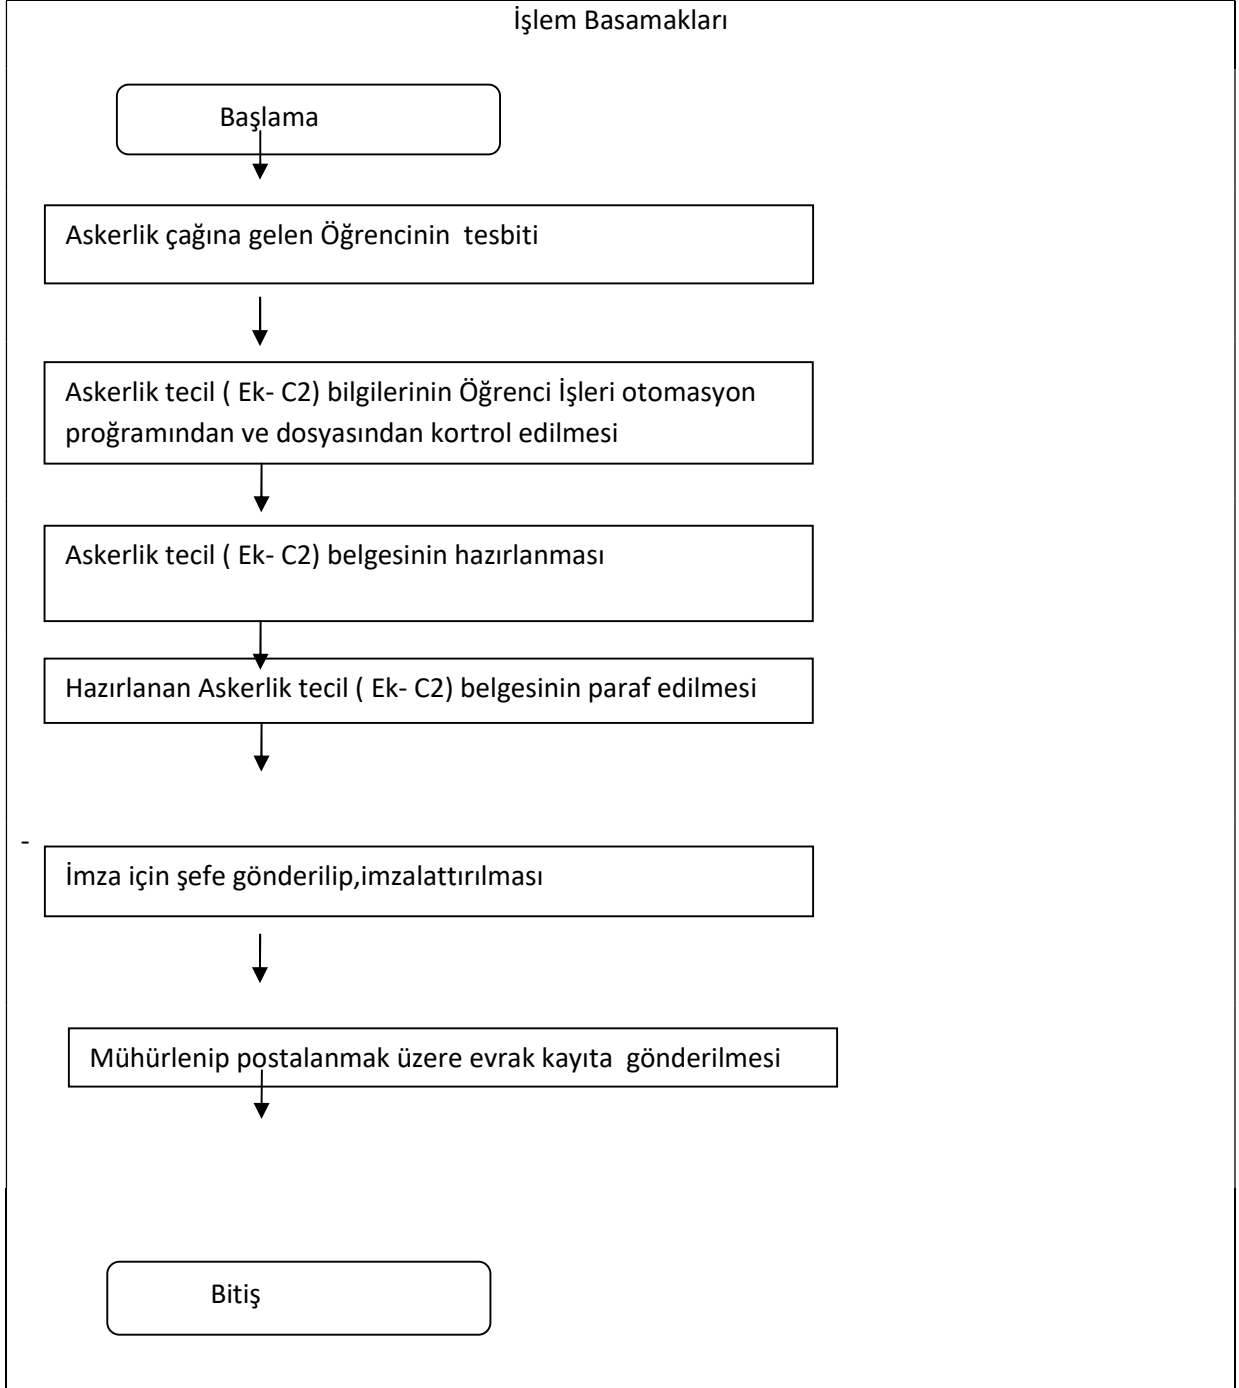 İşlem Basamakları
Başlama
Askerlik çağına gelen Öğrencinin  tesbiti
Askerlik tecil ( Ek- C2) bilgilerinin Öğrenci İşleri otomasyon
proğramından ve dosyasından kortrol edilmesi
Askerlik tecil ( Ek- C2) belgesinin hazırlanması
Hazırlanan Askerlik tecil ( Ek- C2) belgesinin paraf edilmesi
-
İmza için şefe gönderilip,imzalattırılması
Mühürlenip postalanmak üzere evrak kayıta  gönderilmesi
Bitiş